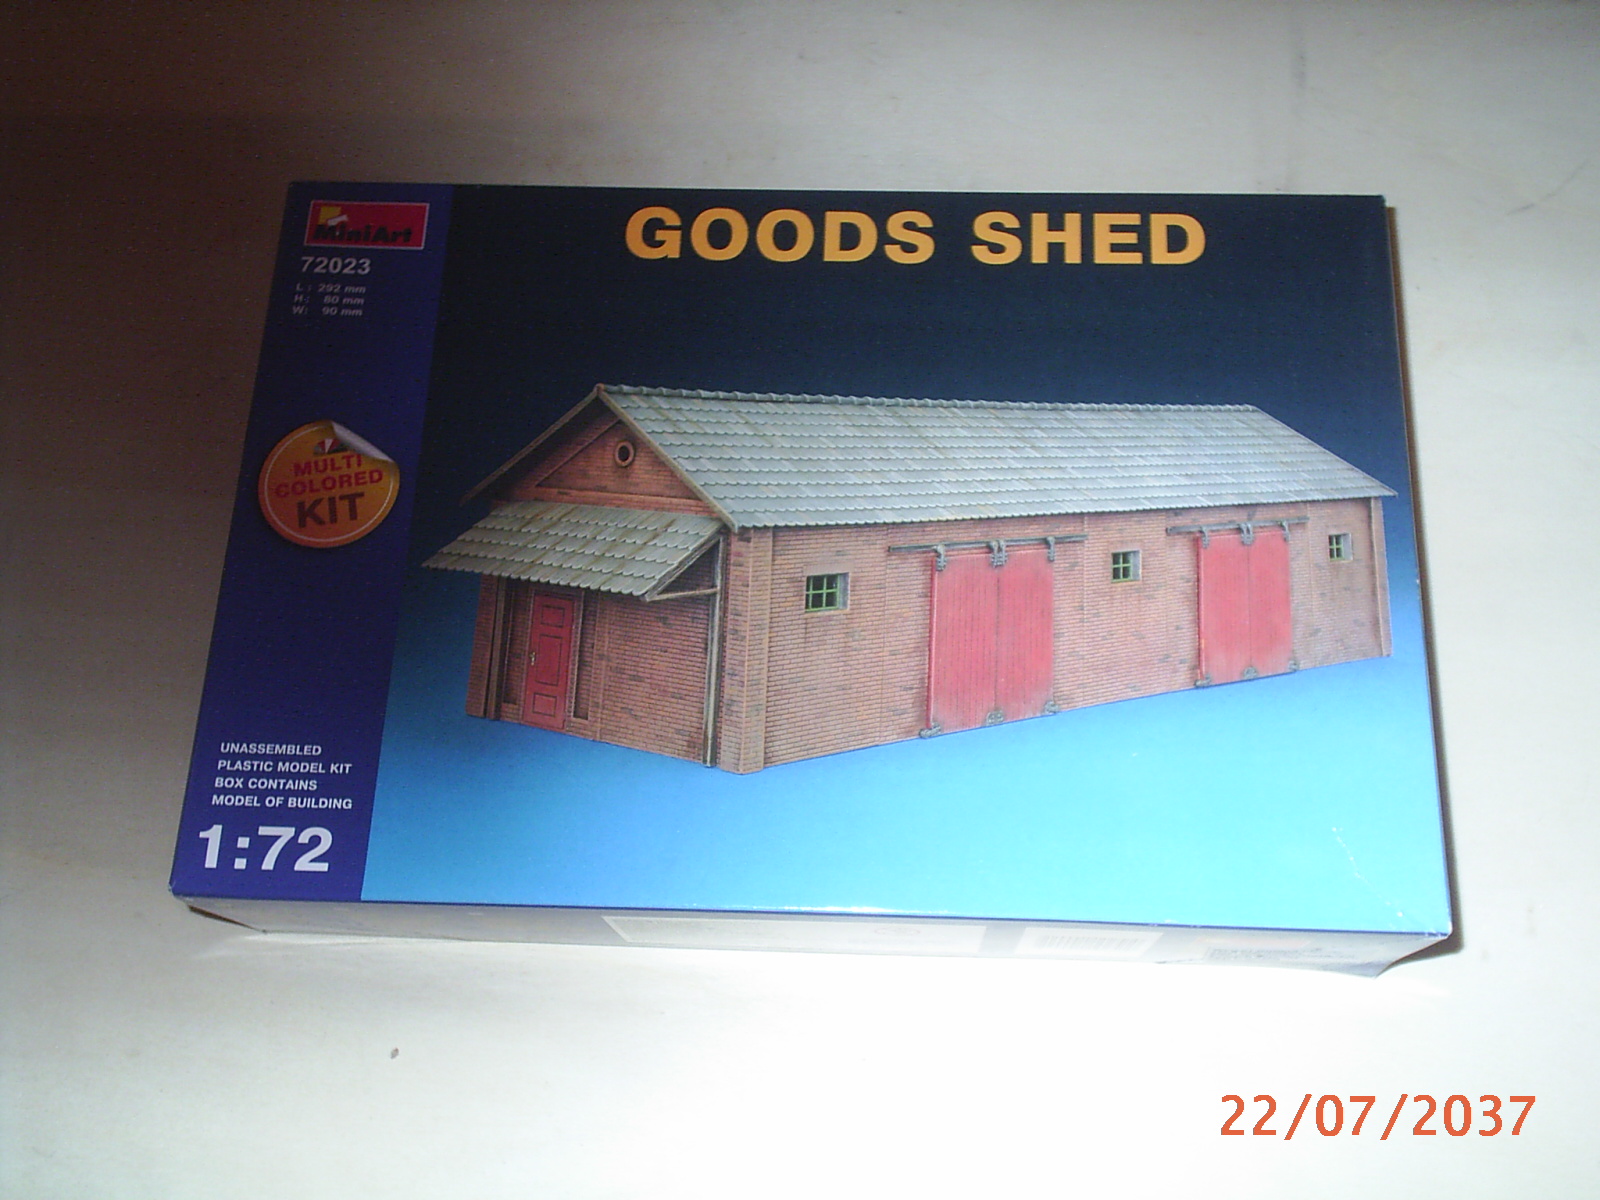 MiniArt
72023
L: 292 mm
H: 80 mm
W: 90 mm
GOODS SHED
MULTI
COLORED
KIT
UNASSEMBLED
PLASTIC MODEL KIT
BOX CONTAINS
MODEL OF BUILDING
1:72
22/07/2037